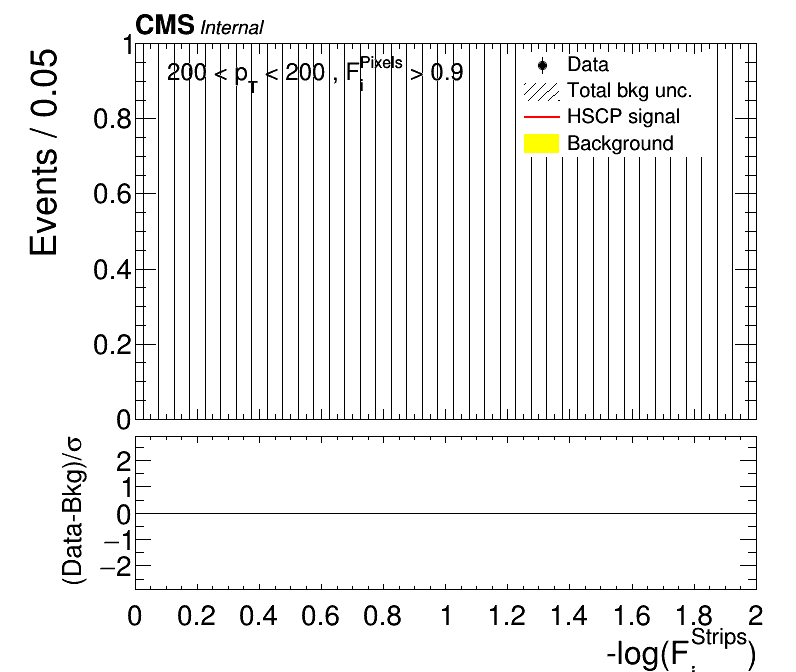 CMS Internal
Events / 0.05
1
0.8
0.6
0.4
0.2
0
200 < p_T < 200 , F_i^Pixels > 0.9
Data
Total bkg unc.
HSCP signal
Background
(Data-Bkg)/σ
2
1
0
−1
−2
0 0.2 0.4 0.6 0.8 1 1.2 1.4 1.6 1.8 2
-log(F_i^Strips)